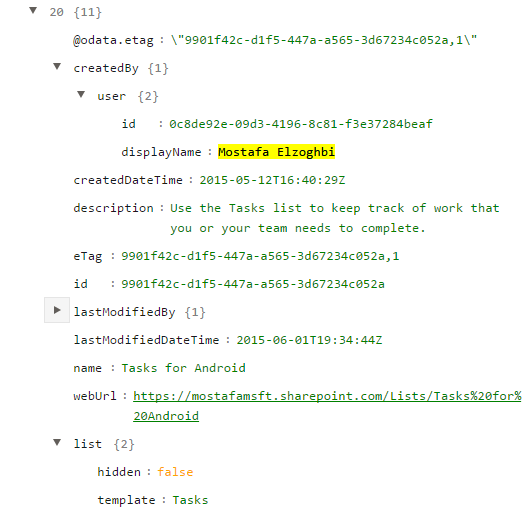 20 {11}
@odata.etag : \"9901f42c-d1f5-447a-a565-3d67234c052a,1\"
createdBy {1}
user {2}
id : 0c8de92e-09d3-4196-8c81-f3e37284beaf
displayName : Mostafa Elzoghbi
createdDateTime : 2015-05-12T16:40:29Z
description : Use the Tasks list to keep track of work that
you or your team needs to complete.
eTag : 9901f42c-d1f5-447a-a565-3d67234c052a,1
id : 9901f42c-d1f5-447a-a565-3d67234c052a
lastModifiedBy {1}
lastModifiedDateTime : 2015-06-01T19:34:44Z
name : Tasks for Android
webUrl : https://mostafamsft.sharepoint.com/Lists/Tasks%20for%
20Android
list {2}
hidden : false
template : Tasks